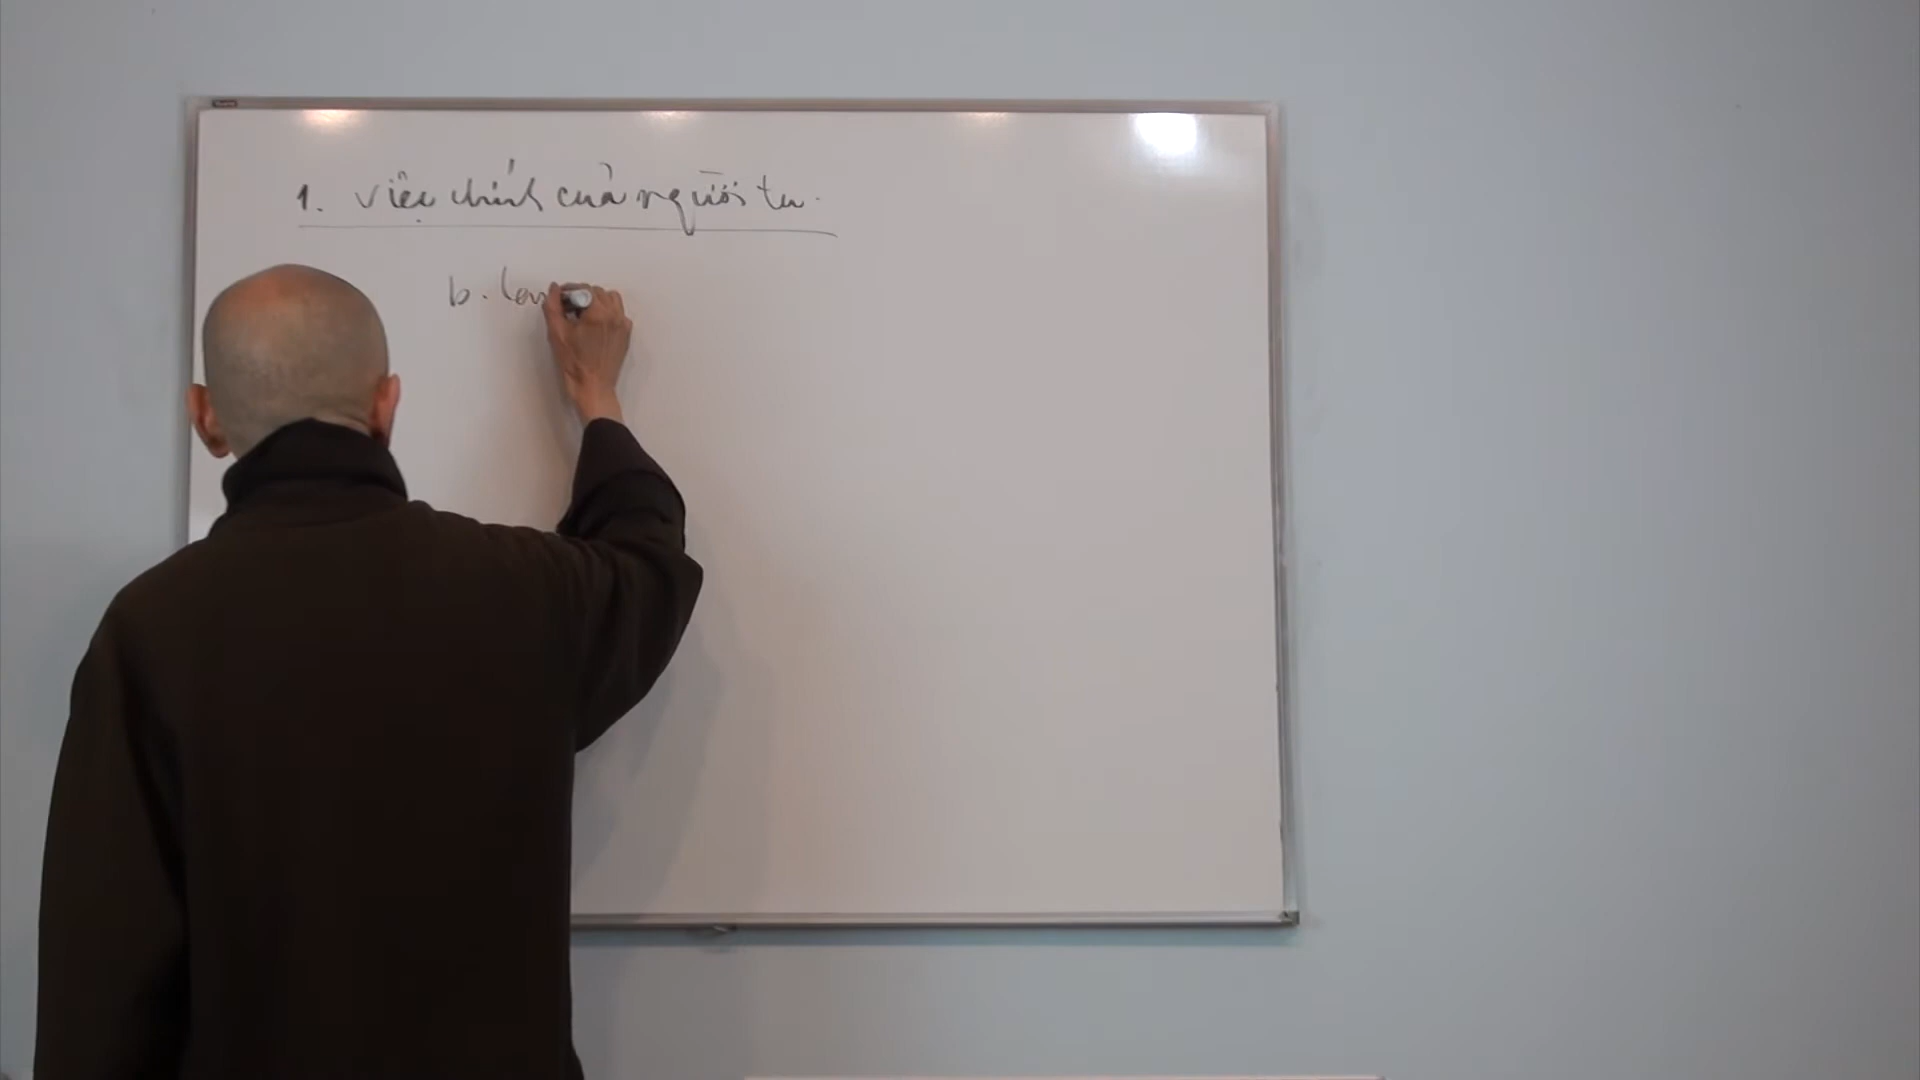 1. Việc chính của người tu.
b.